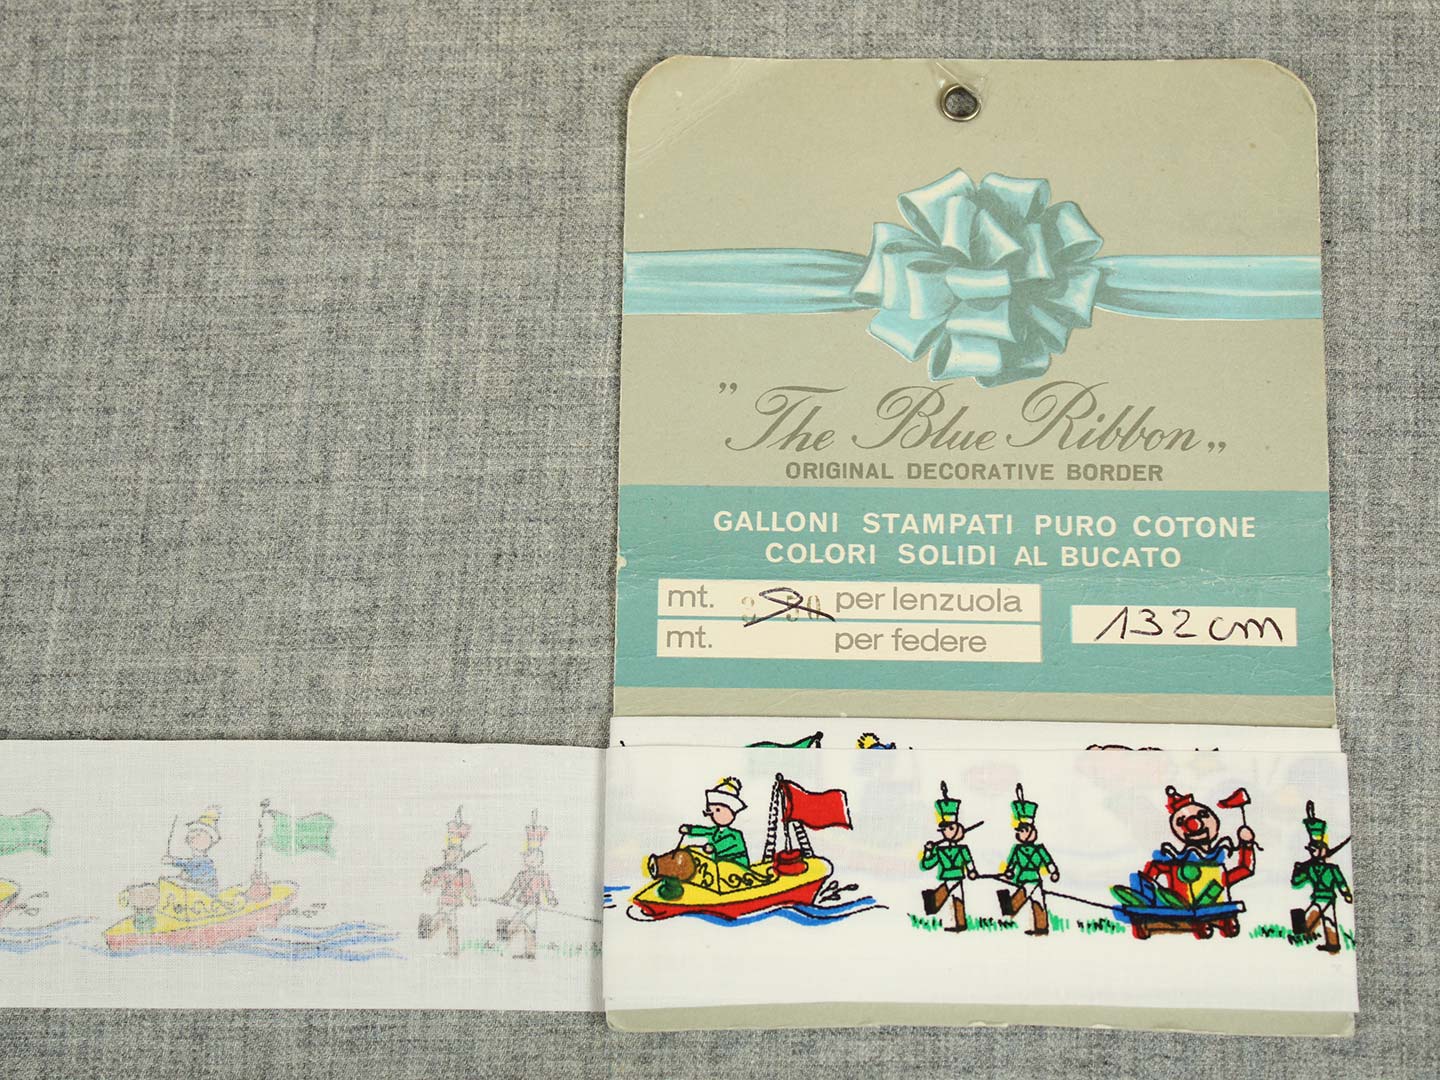 ” The Blue Ribbon „
ORIGINAL DECORATIVE BORDER
GALLONI STAMPATI PURO COTONE
COLORI SOLIDI AL BUCATO
mt. per lenzuola
mt. per federe
132 cm